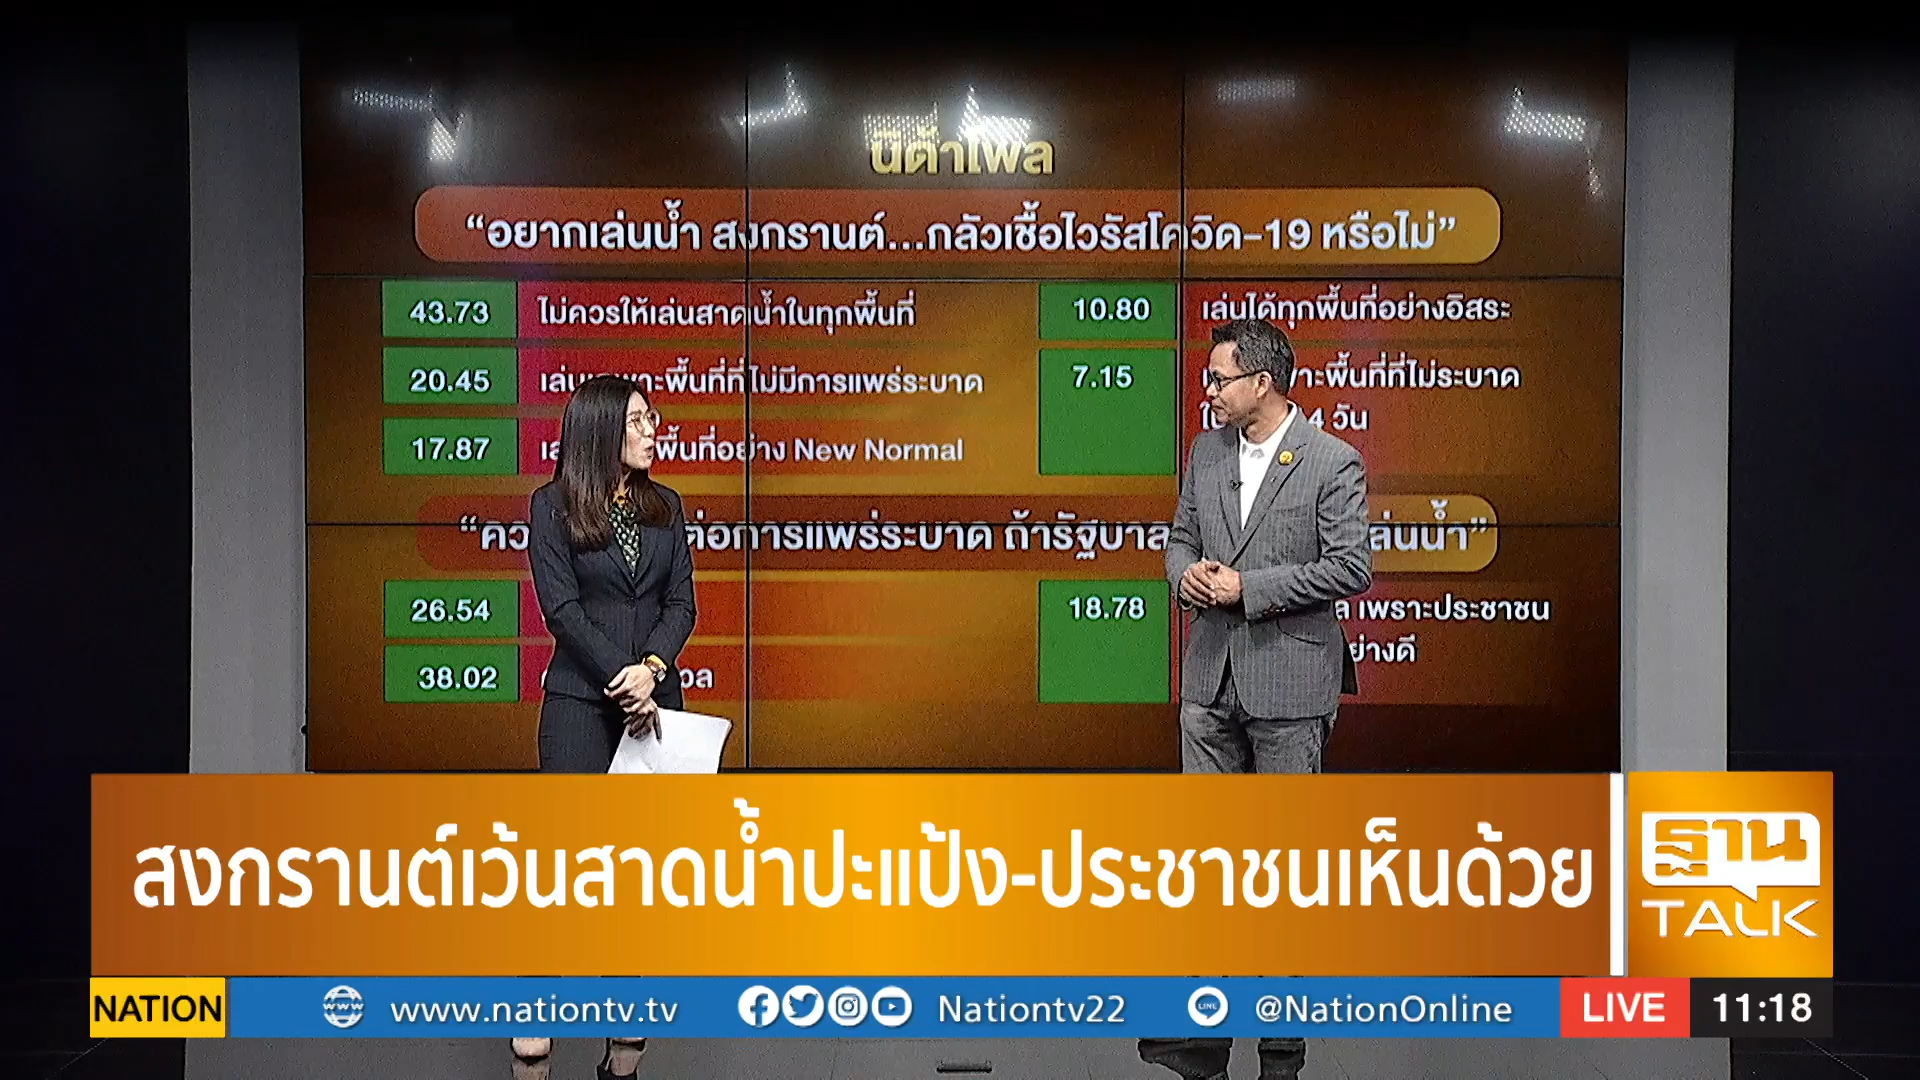 นิด้าโพล
“อยากเล่นน้ำ สงกรานต์...กลัวเชื้อไวรัสโควิด-19 หรือไม่”
43.73 ไม่ควรให้เล่นสาดน้ำในทุกพื้นที่
20.45 พื้นที่ที่ไม่มีการแพร่ระบาด
17.87 พื้นที่อย่าง New Normal
10.80 เล่นได้ทุกพื้นที่อย่างอิสระ
7.15 พื้นที่ที่ไม่ระบาด
4 วัน
ต่อการแพร่ระบาด ถ้ารัฐบาล เล่นน้ำ”
26.54
38.02
18.78 เพราะประชาชน
อย่างดี
สงกรานต์เว้นสาดน้ำปะแป้ง-ประชาชนเห็นด้วย
ฐาน
TALK
NATION www.nationtv.tv Nationtv22 LINE @NationOnline LIVE 11:18